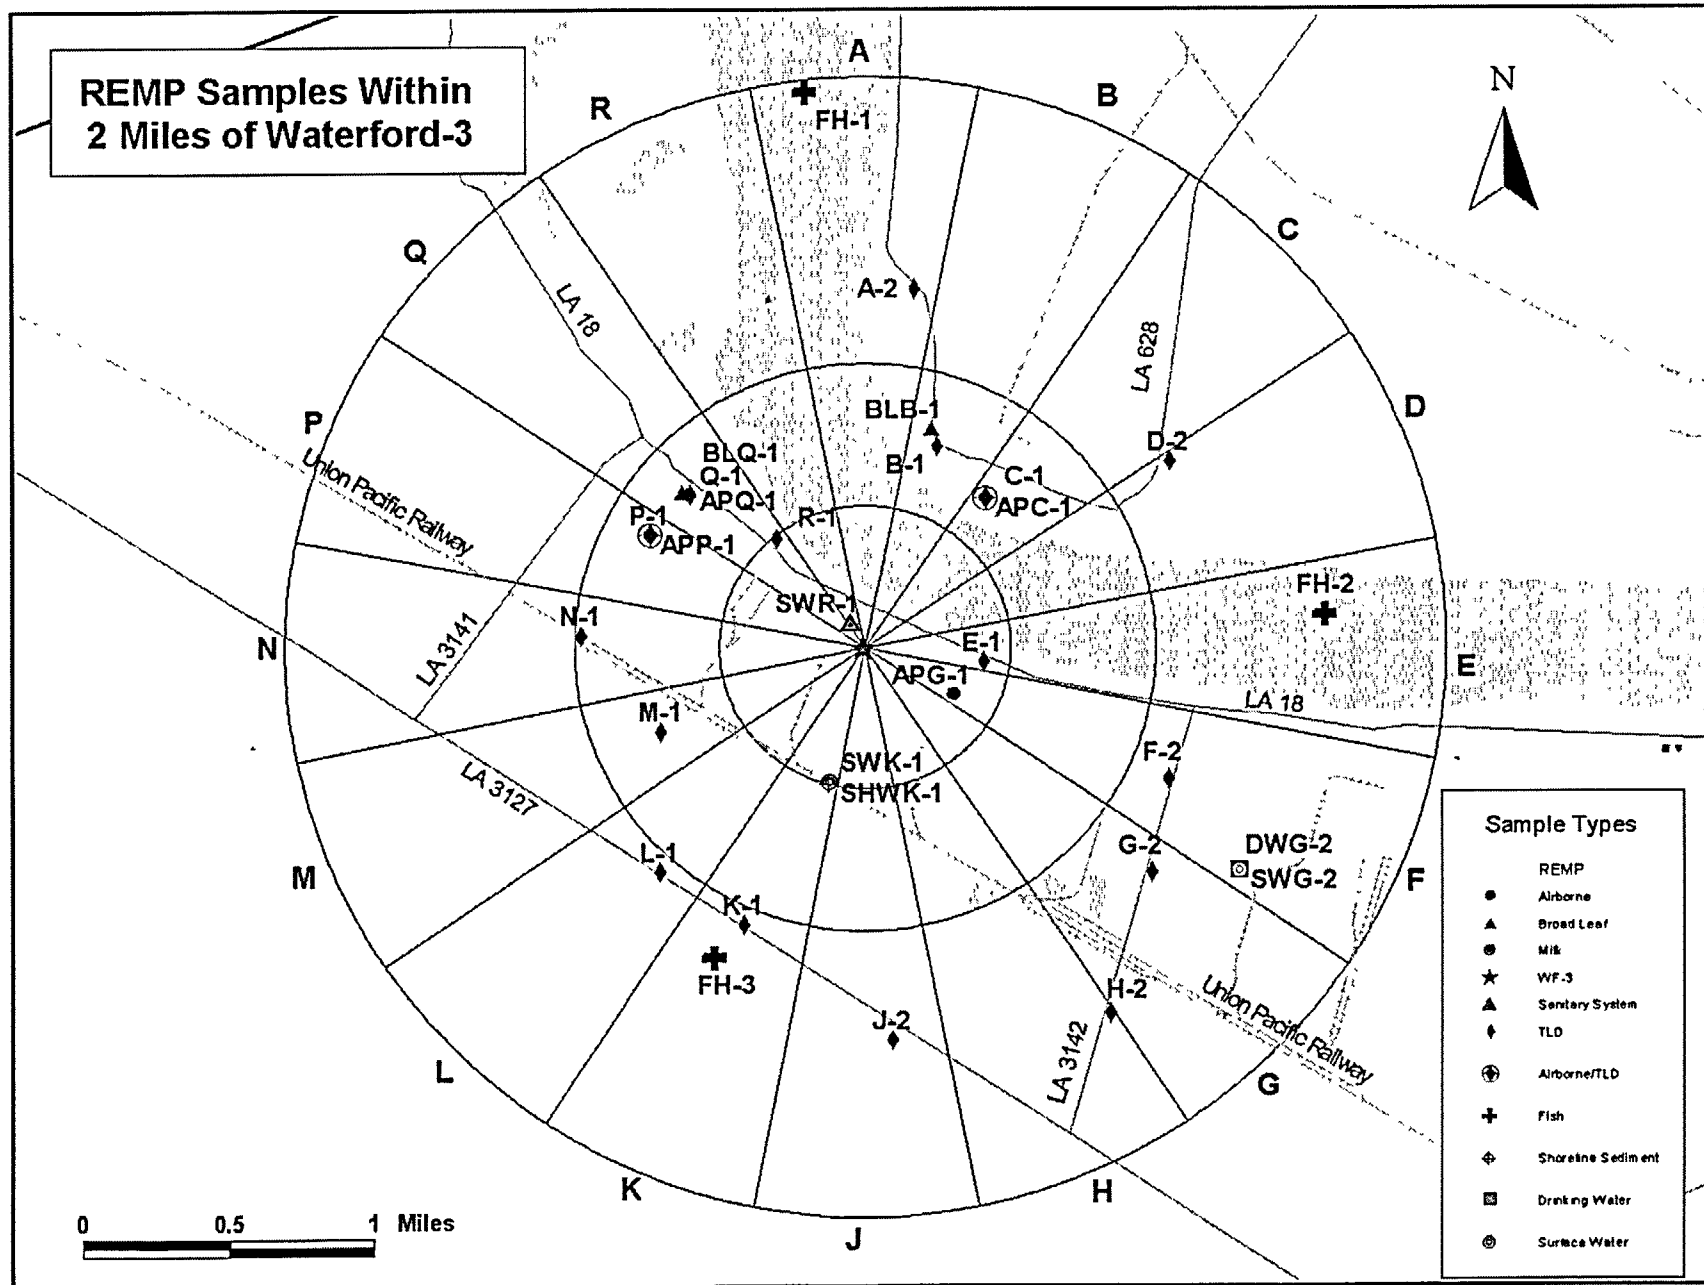 REMP Samples Within
2 Miles of Waterford-3
A
B
C
D
E
F
G
H
J
K
L
M
N
P
Q
R
N
FH-1
A-2
LA 18
LA 628
BLB-1
B-1
D-2
C-1
APC-1
BLQ-1
Q-1
APQ-1
P-1
APP-1
R-1
Union Pacific Railway
SWR-1
FH-2
N-1
E-1
APG-1
LA 3141
LA 18
M-1
F-2
SWK-1
SHWK-1
LA 3127
G-2
DWG-2
SWG-2
L-1
K-1
FH-3
H-2
J-2
Union Pacific Railway
LA 3142
0 0.5 1 Miles
Sample Types
REMP
Airborne
Broad Leaf
Milk
WF-3
Sanitary System
TLD
Airborne/TLD
Fish
Shoreline Sediment
Drinking Water
Surface Water